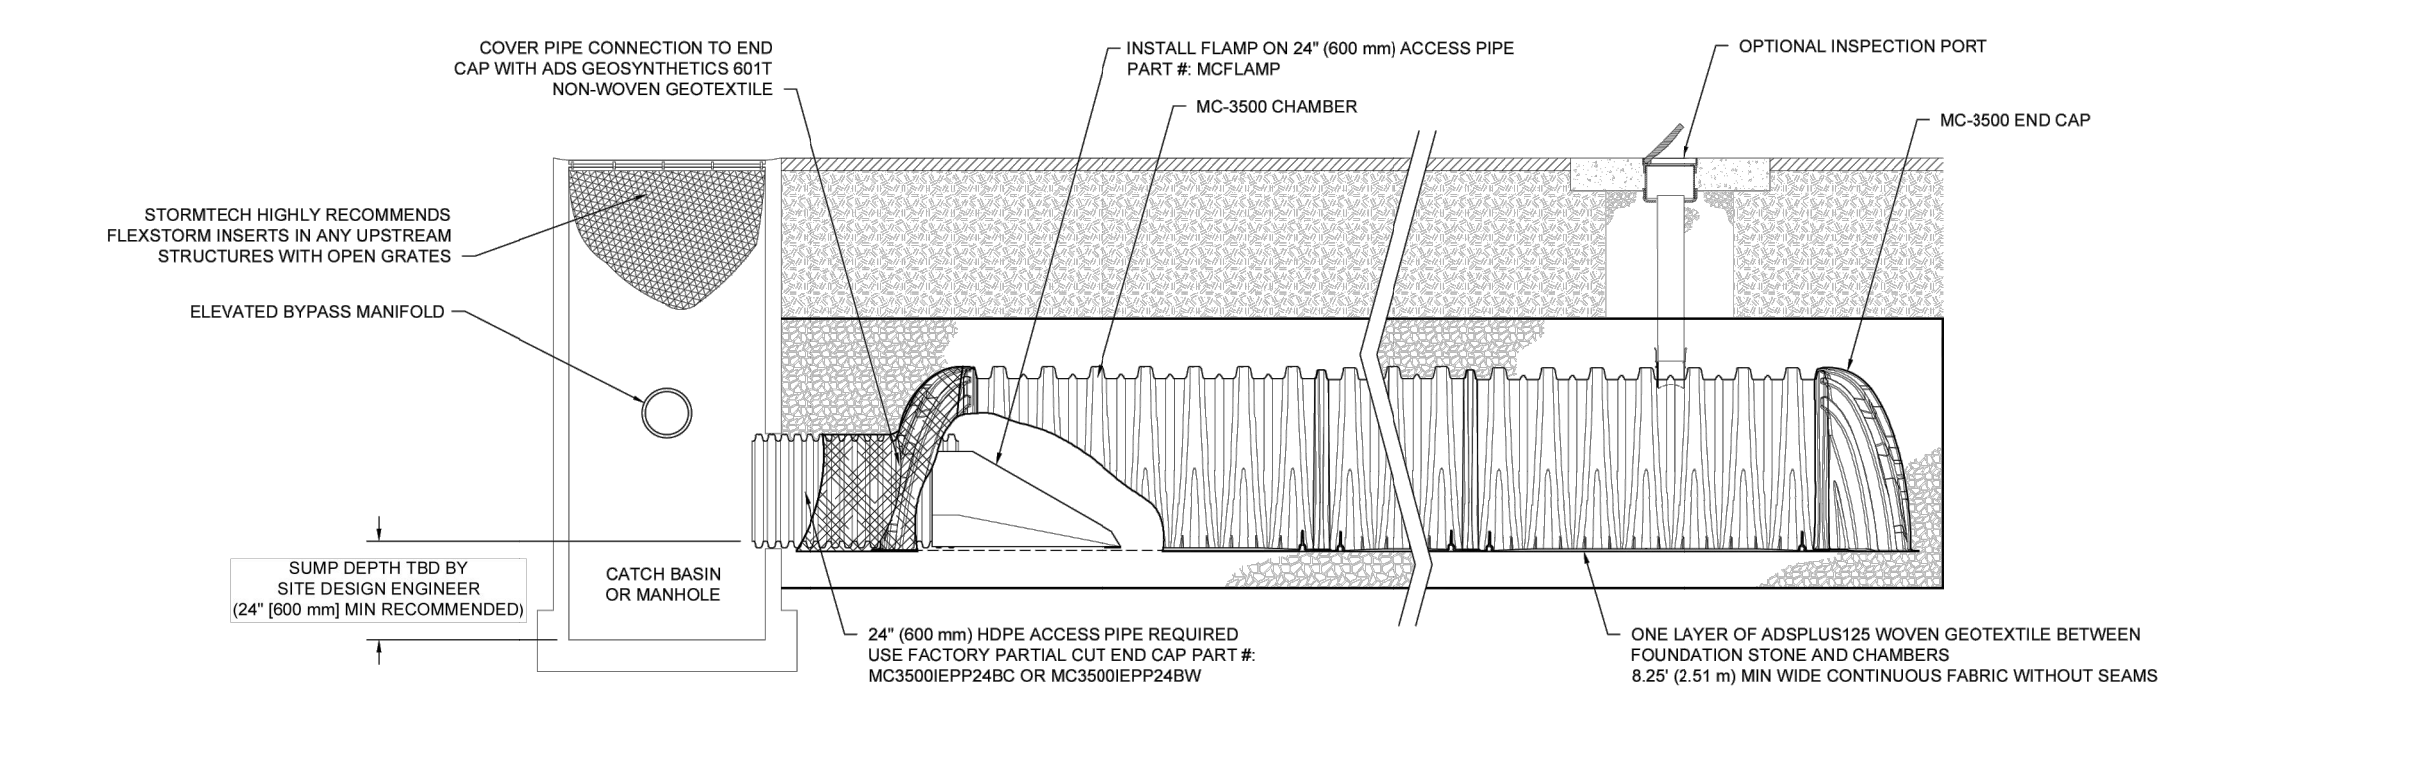 COVER PIPE CONNECTION TO END
CAP WITH ADS GEOSYNTHETICS 601T
NON-WOVEN GEOTEXTILE
INSTALL FLAMP ON 24" (600 mm) ACCESS PIPE
PART #: MCFLAMP
MC-3500 CHAMBER
OPTIONAL INSPECTION PORT
MC-3500 END CAP
STORMTECH HIGHLY RECOMMENDS
FLEXSTORM INSERTS IN ANY UPSTREAM
STRUCTURES WITH OPEN GRATES
ELEVATED BYPASS MANIFOLD
SUMP DEPTH TBD BY
SITE DESIGN ENGINEER
(24" [600 mm] MIN RECOMMENDED)
CATCH BASIN
OR MANHOLE
24" (600 mm) HDPE ACCESS PIPE REQUIRED
USE FACTORY PARTIAL CUT END CAP PART #:
MC3500IEPP24BC OR MC3500IEPP24BW
ONE LAYER OF ADSPLUS125 WOVEN GEOTEXTILE BETWEEN
FOUNDATION STONE AND CHAMBERS
8.25' (2.51 m) MIN WIDE CONTINUOUS FABRIC WITHOUT SEAMS